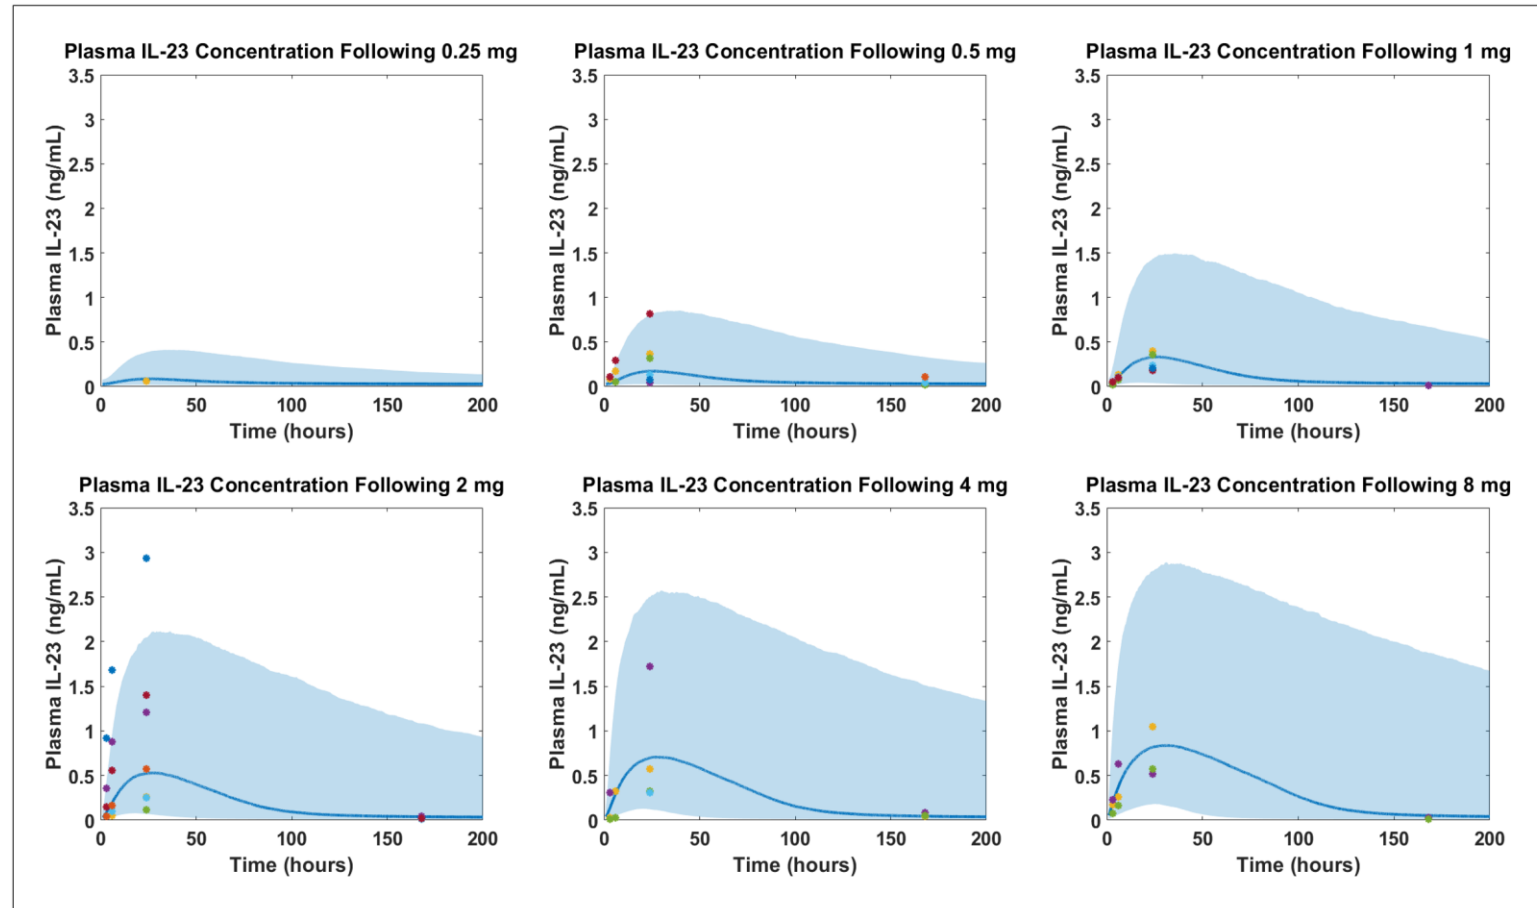 Plasma IL-23 Concentration Following 0.25 mg
3.5
3
2.5
2
1.5
1
0.5
0
Plasma IL-23 (ng/mL)
0 50 100 150 200
Time (hours)
Plasma IL-23 Concentration Following 0.5 mg
3.5
3
2.5
2
1.5
1
0.5
0
Plasma IL-23 (ng/mL)
0 50 100 150 200
Time (hours)
Plasma IL-23 Concentration Following 1 mg
3.5
3
2.5
2
1.5
1
0.5
0
Plasma IL-23 (ng/mL)
0 50 100 150 200
Time (hours)
Plasma IL-23 Concentration Following 2 mg
3.5
3
2.5
2
1.5
1
0.5
0
Plasma IL-23 (ng/mL)
0 50 100 150 200
Time (hours)
Plasma IL-23 Concentration Following 4 mg
3.5
3
2.5
2
1.5
1
0.5
0
Plasma IL-23 (ng/mL)
0 50 100 150 200
Time (hours)
Plasma IL-23 Concentration Following 8 mg
3.5
3
2.5
2
1.5
1
0.5
0
Plasma IL-23 (ng/mL)
0 50 100 150 200
Time (hours)